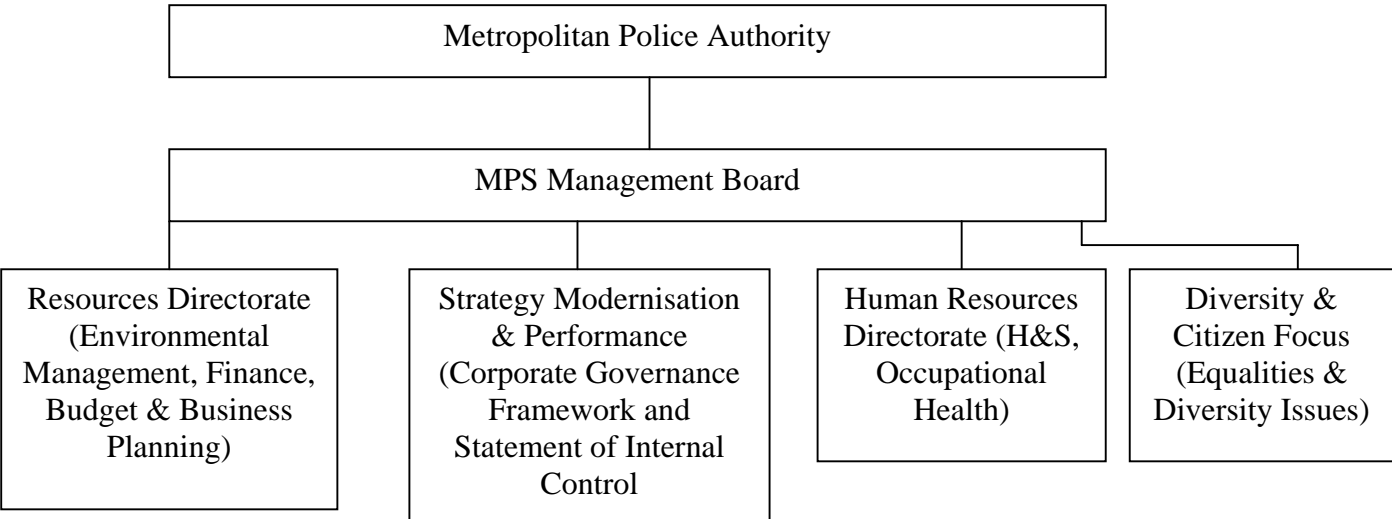 Metropolitan Police Authority
MPS Management Board
Resources Directorate
(Environmental
Management, Finance,
Budget & Business
Planning)
Strategy Modernisation
& Performance
(Corporate Governance
Framework and
Statement of Internal
Control
Human Resources
Directorate (H&S,
Occupational
Health)
Diversity &
Citizen Focus
(Equalities &
Diversity Issues)